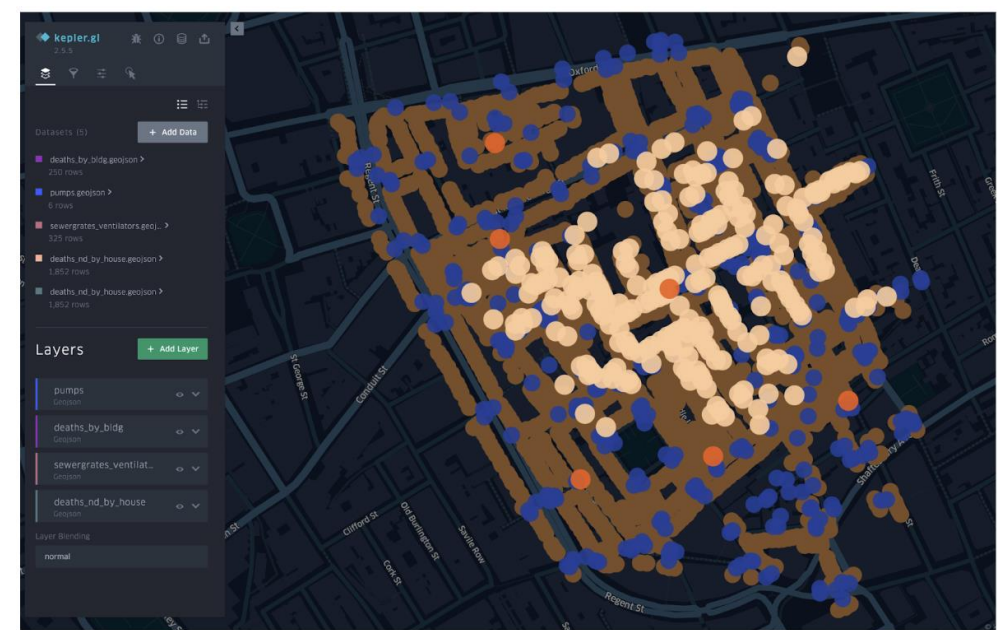 kepler.gl
2.5.5
Datasets (5)
+ Add Data
deaths_by_bldg.geojson >
250 rows
pumps.geojson >
6 rows
sewergrates_ventilators.geoj... >
325 rows
deaths_nd_by_house.geojson >
1,852 rows
deaths_nd_by_house.geojson >
1,852 rows
Layers
+ Add Layer
pumps
Geojson
deaths_by_bldg
Geojson
sewergrates_ventilat...
Geojson
deaths_nd_by_house
Geojson
Layer Blending
normal
Oxford
Regent St
Frith St
St George St
Conduit St
Clifford St
Old Burlington St
Savile Row
Cork St
Regent St